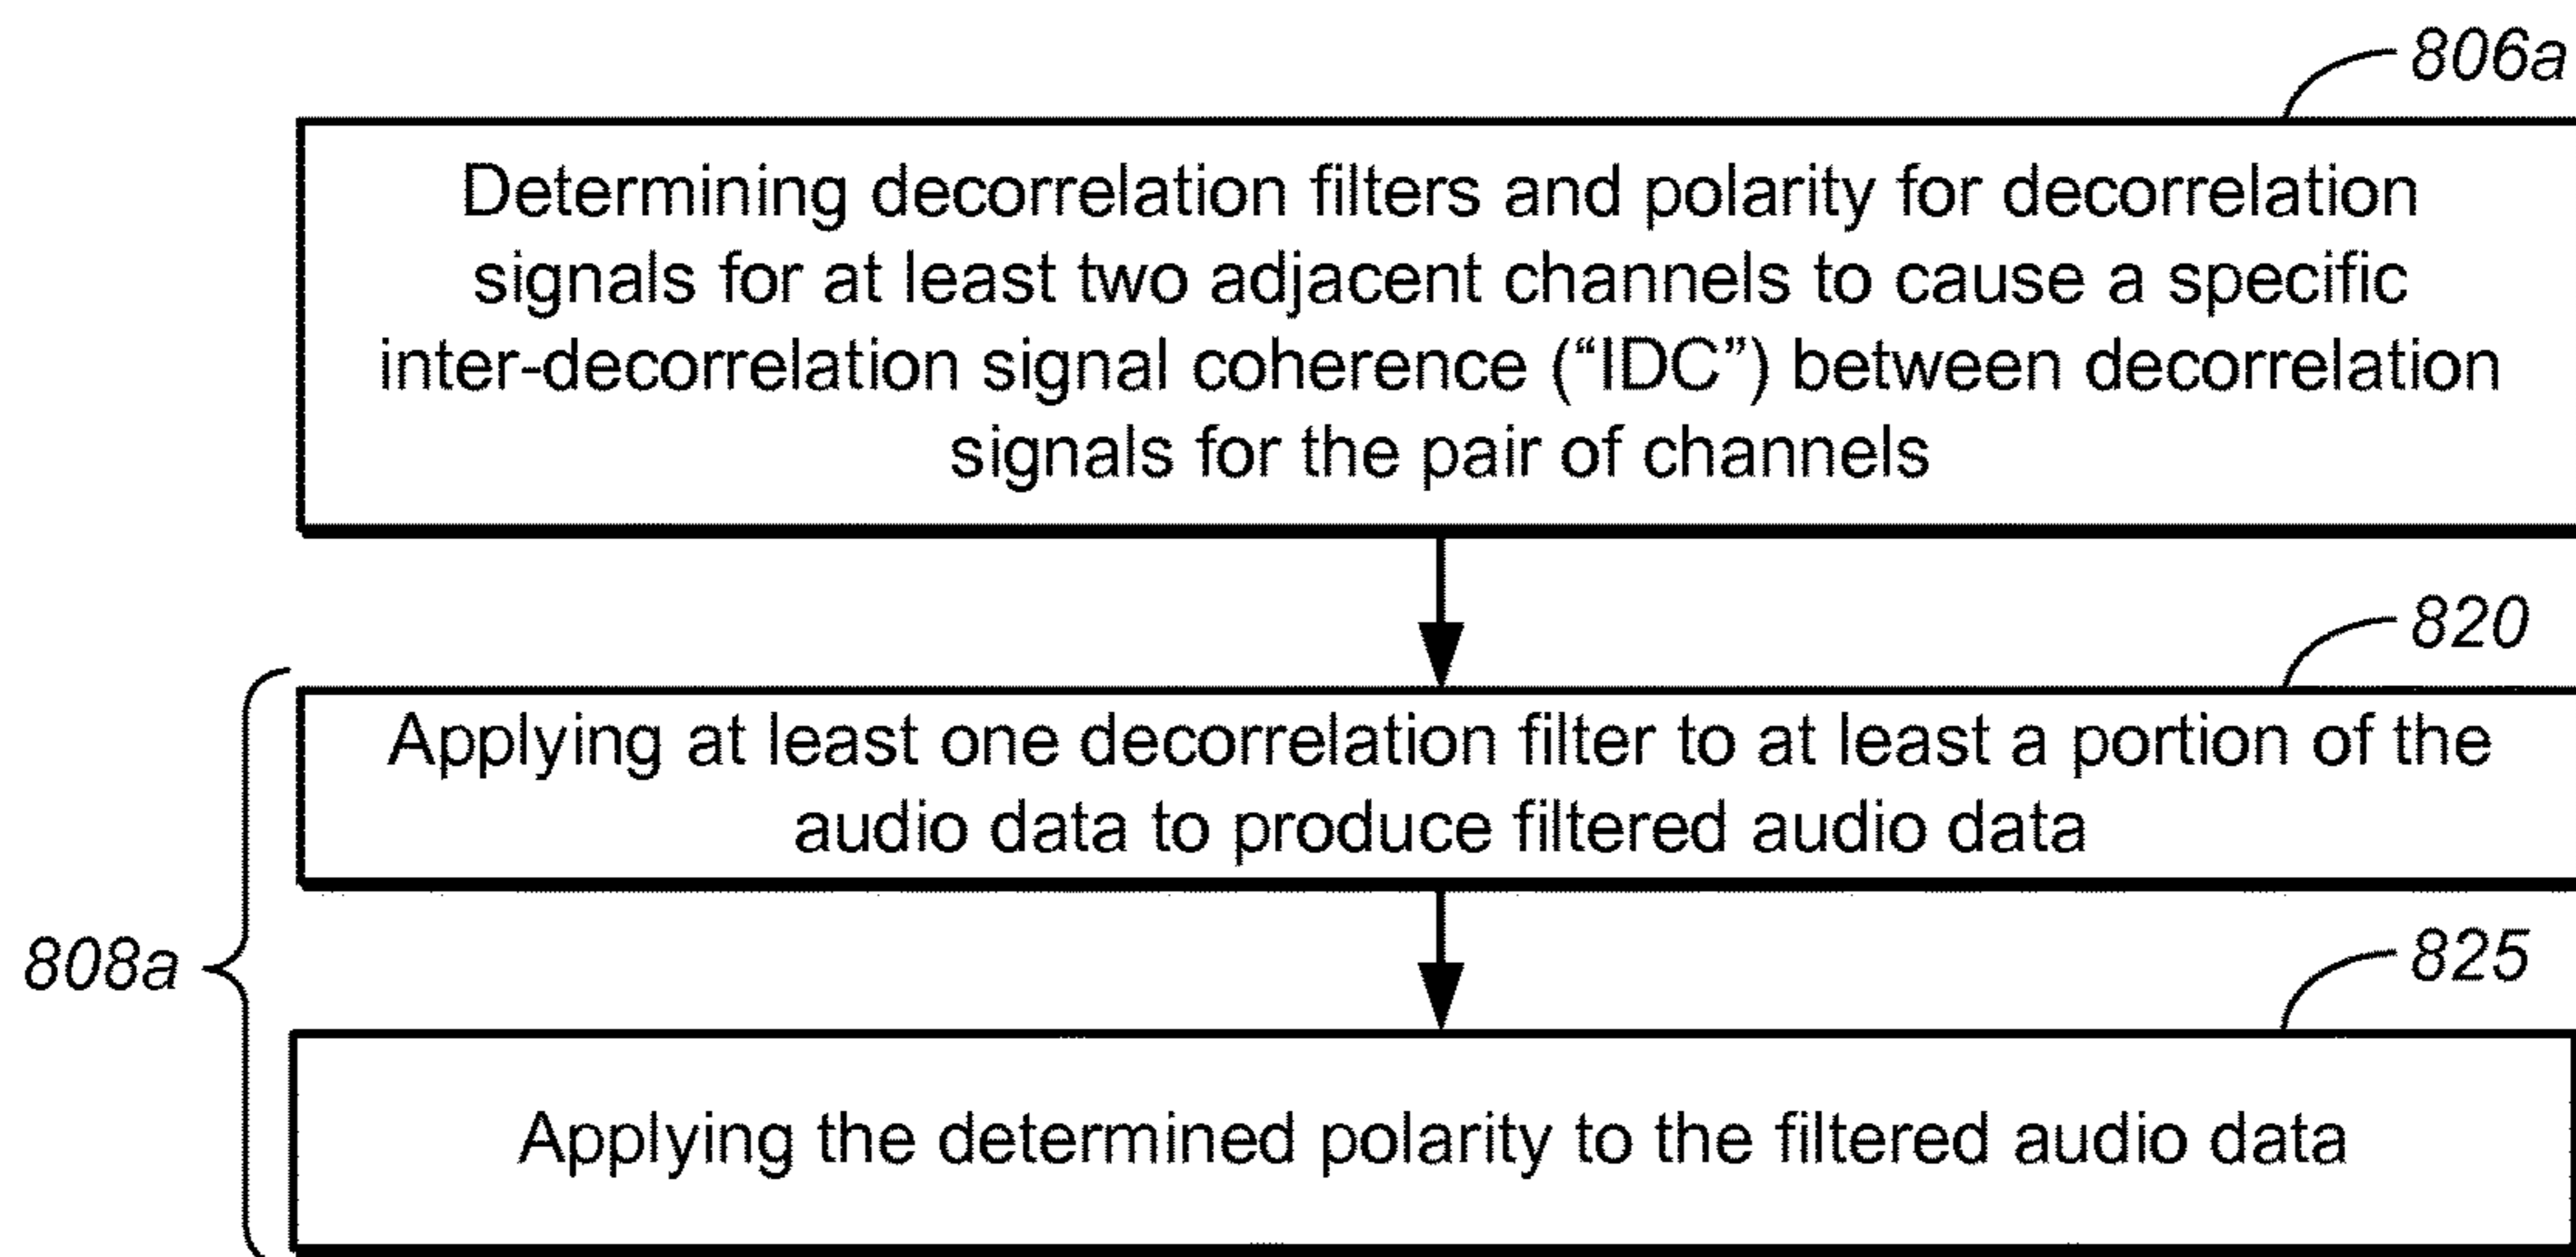 806a
Determining decorrelation filters and polarity for decorrelation
signals for at least two adjacent channels to cause a specific
inter-decorrelation signal coherence (“IDC”) between decorrelation
signals for the pair of channels
820
Applying at least one decorrelation filter to at least a portion of the
audio data to produce filtered audio data
808a
825
Applying the determined polarity to the filtered audio data